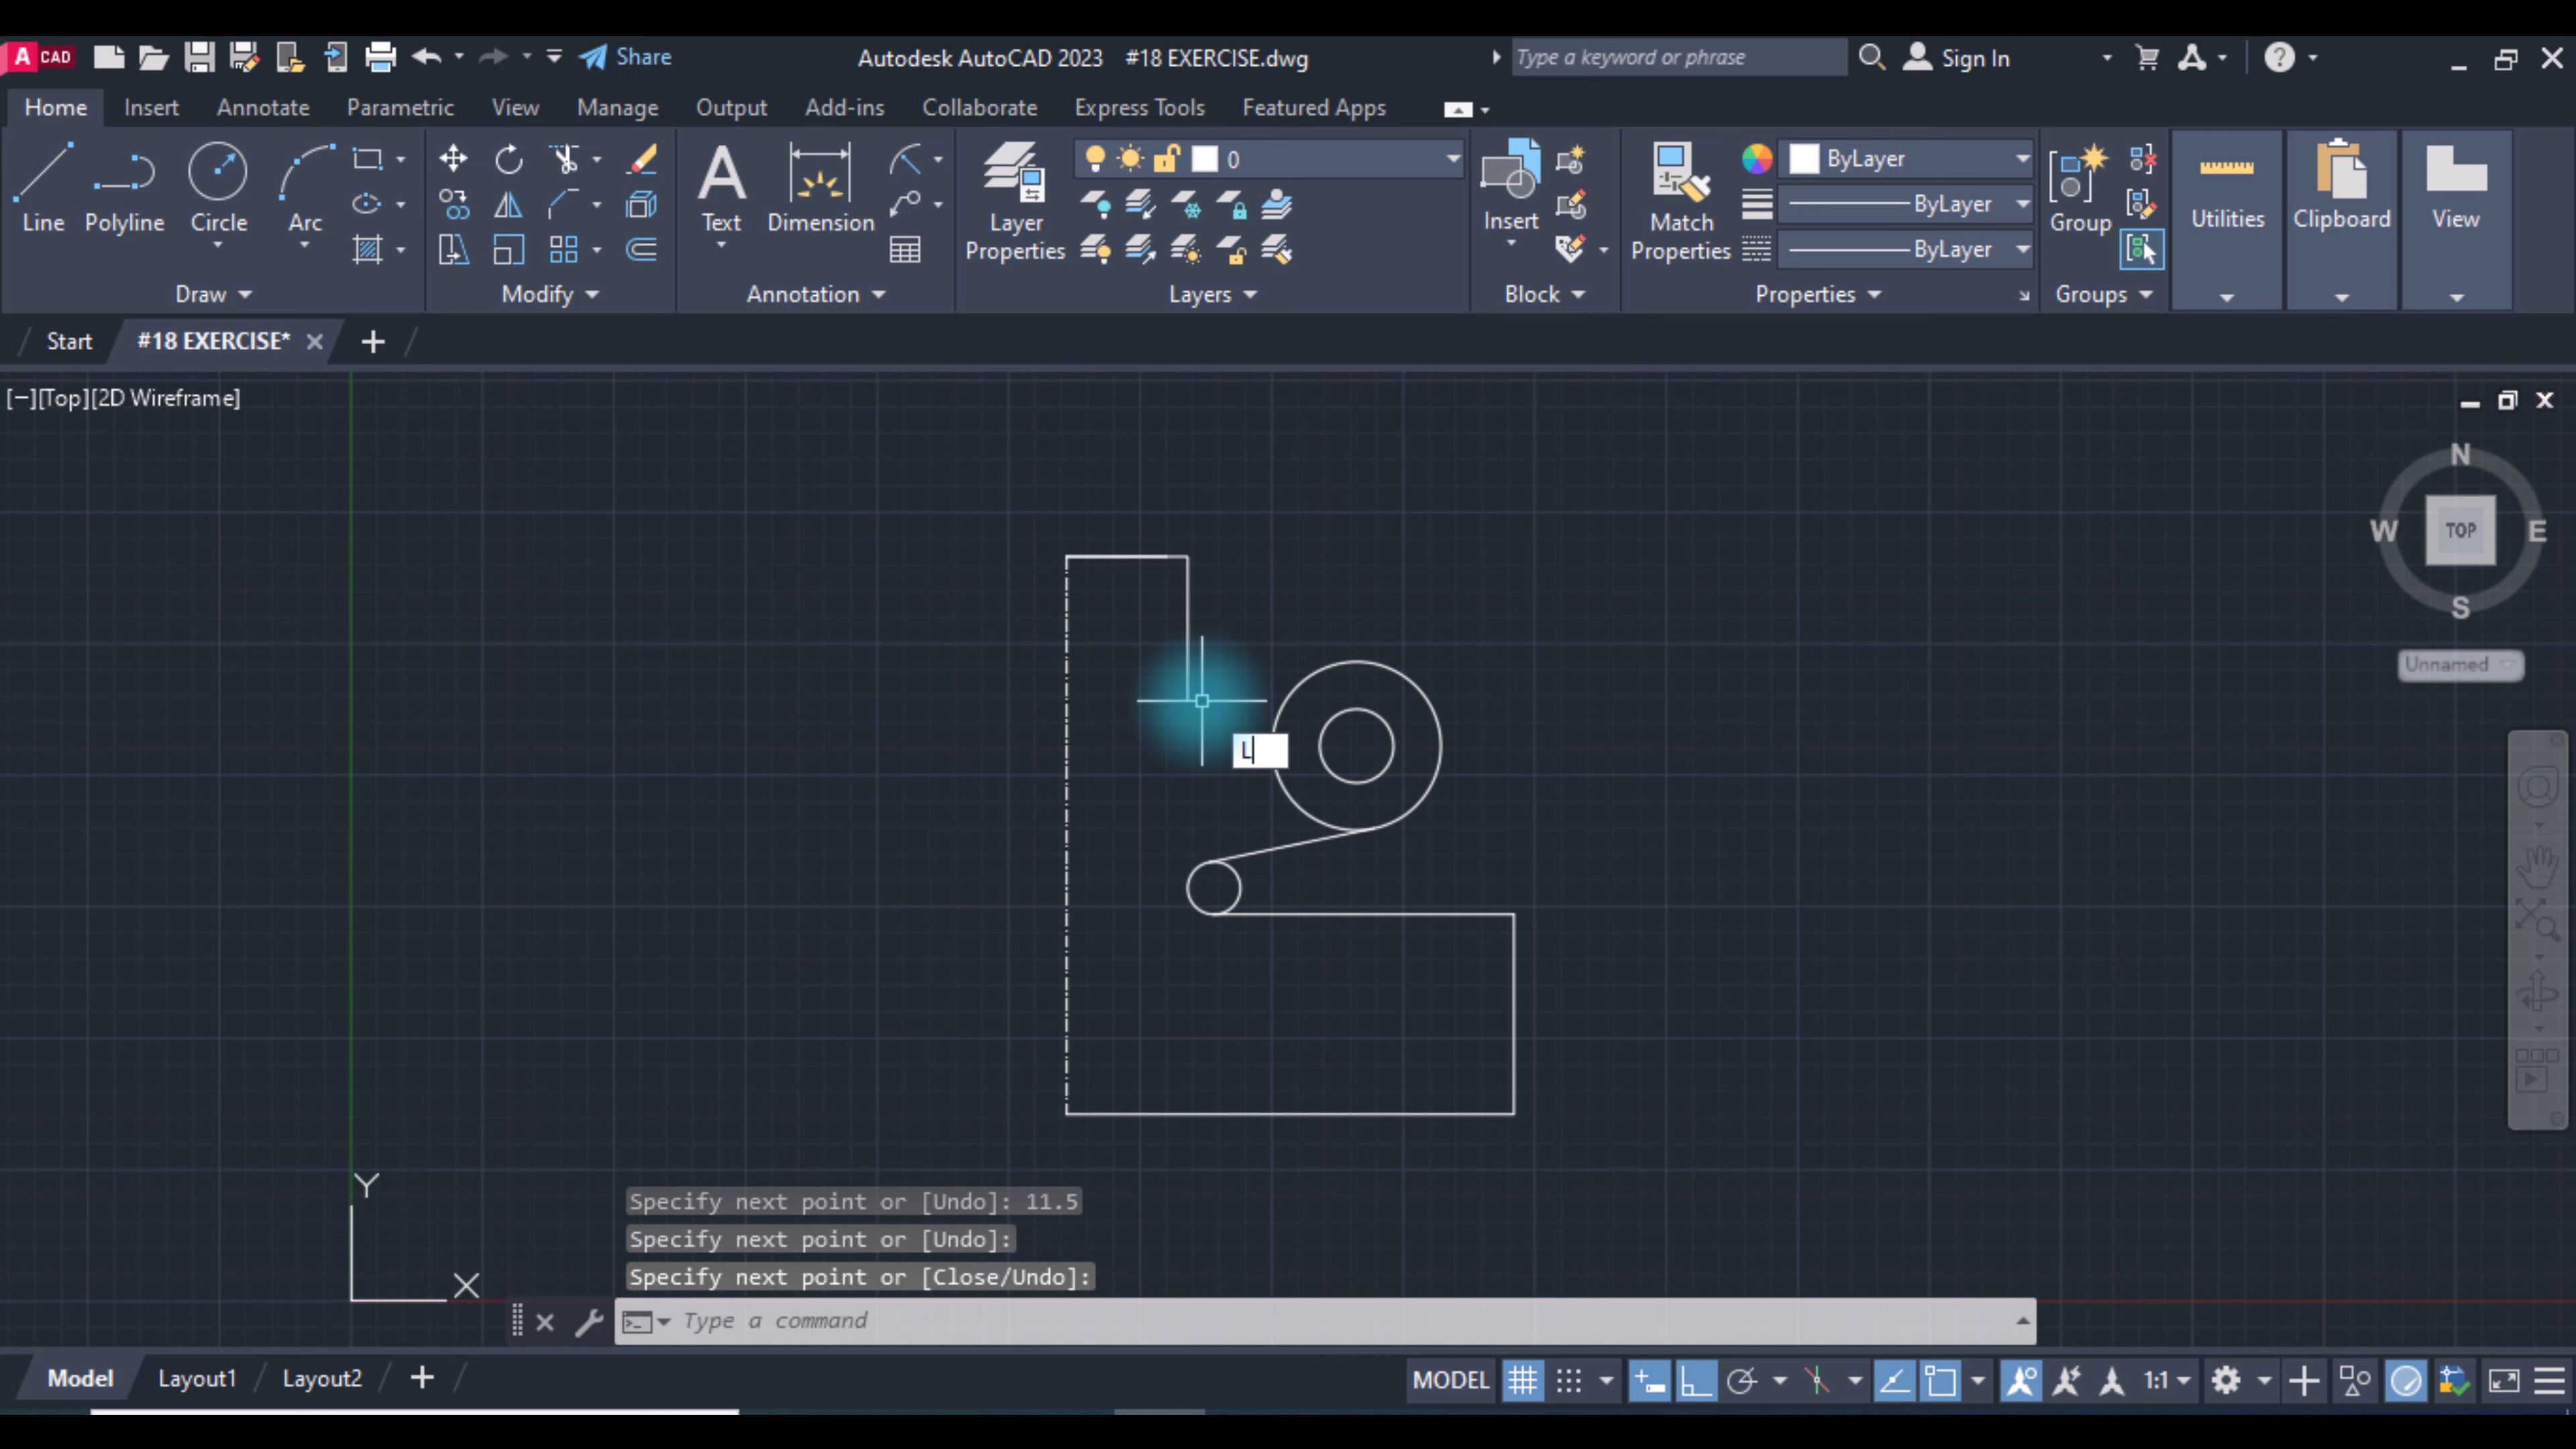 A CAD
Share
Autodesk AutoCAD 2023 #18 EXERCISE.dwg
Type a keyword or phrase
Sign In
Home Insert Annotate Parametric View Manage Output Add-ins Collaborate Express Tools Featured Apps
Line
Polyline
Circle
Arc
Draw
Modify
A
Text
Dimension
Annotation
Layer
Properties
0
Layers
Insert
Block
Match
Properties
ByLayer
ByLayer
ByLayer
Properties
Group
Groups
Utilities
Clipboard
View
Start
#18 EXERCISE*
[−][Top][2D Wireframe]
N
W
TOP
E
S
Unnamed
L
Y
X
Specify next point or [Undo]: 11.5
Specify next point or [Undo]:
Specify next point or [Close/Undo]:
Type a command
Model
Layout1
Layout2
MODEL
1:1